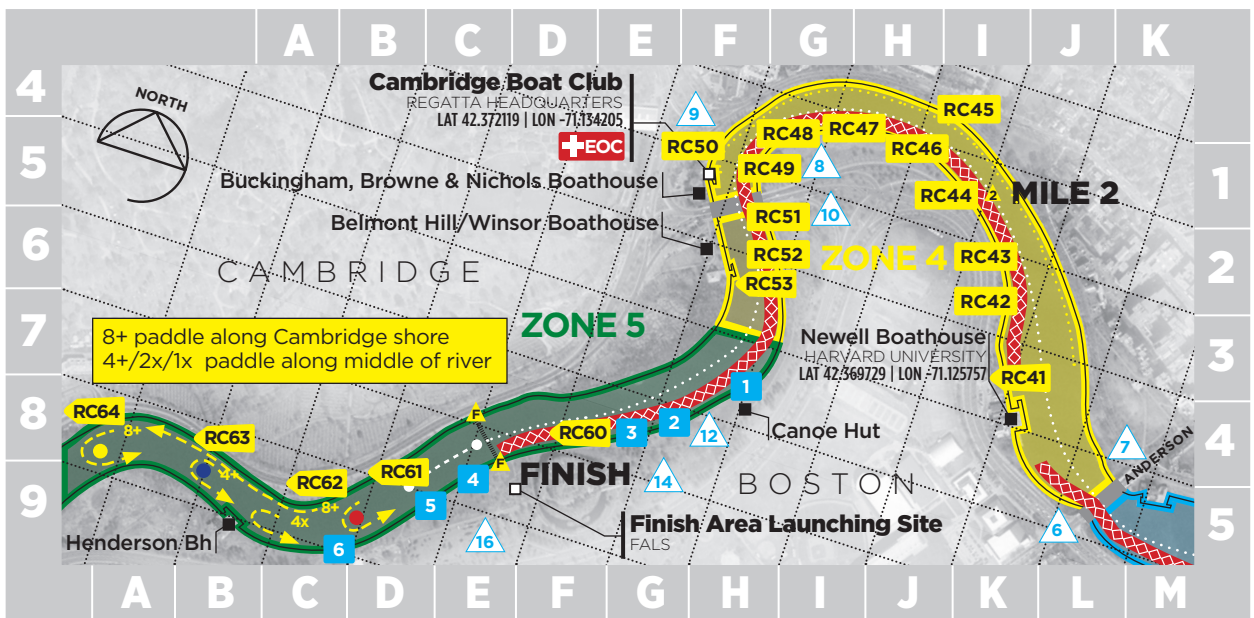 A B C D E F G H I J K
4
5
6
7
8
9
1
2
3
4
5
A B C D E F G H I J K L M
NORTH
Cambridge Boat Club
REGATTA HEADQUARTERS
LAT 42.372119 | LON -71.134205
EOC
Buckingham, Browne & Nichols Boathouse
Belmont Hill/Winsor Boathouse
CAMBRIDGE
9
RC50
RC48
RC47
RC45
RC46
RC49
8
RC44
2
MILE 2
RC51
10
RC52
ZONE 4
RC43
RC53
RC42
ZONE 5
8+ paddle along Cambridge shore
4+/2x/1x paddle along middle of river
Newell Boathouse
HARVARD UNIVERSITY
LAT 42.369729 | LON -71.125757
RC41
1
2
3
RC60
12
Canoe Hut
F
F
RC64
8+
RC63
4+
RC62
RC61
4
5
FINISH
14
BOSTON
7
ANDERSON
6
4x
8+
6
16
Henderson Bh
Finish Area Launching Site
FALS